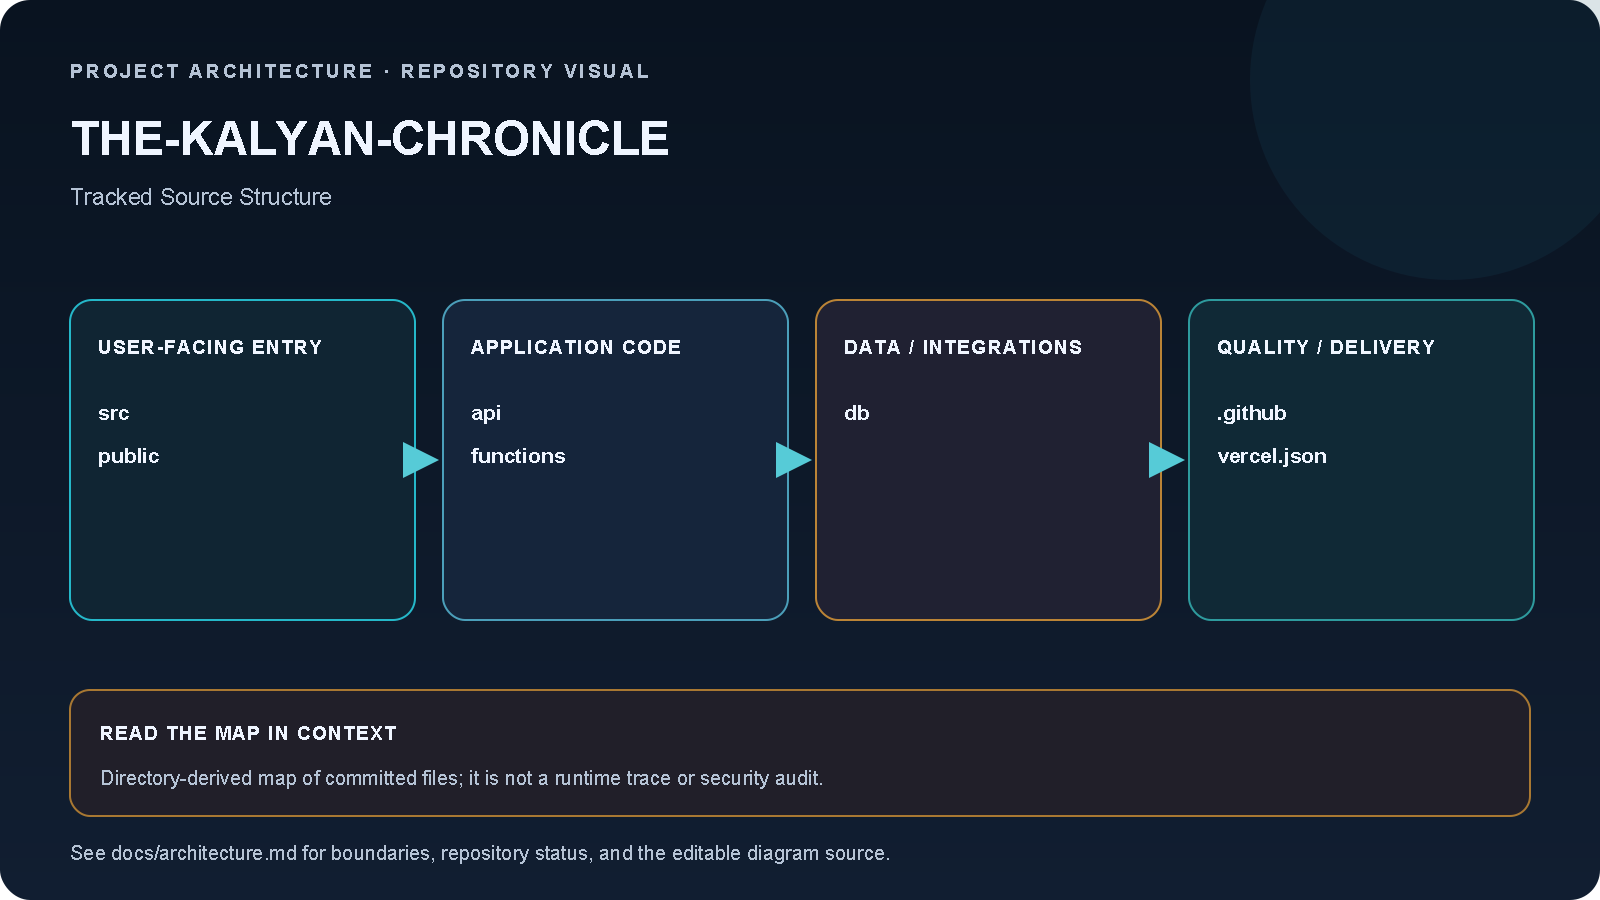 PROJECT ARCHITECTURE · REPOSITORY VISUAL
THE-KALYAN-CHRONICLE
Tracked Source Structure
USER-FACING ENTRY
src
public
APPLICATION CODE
api
functions
DATA / INTEGRATIONS
db
QUALITY / DELIVERY
.github
vercel.json
READ THE MAP IN CONTEXT
Directory-derived map of committed files; it is not a runtime trace or security audit.
See docs/architecture.md for boundaries, repository status, and the editable diagram source.